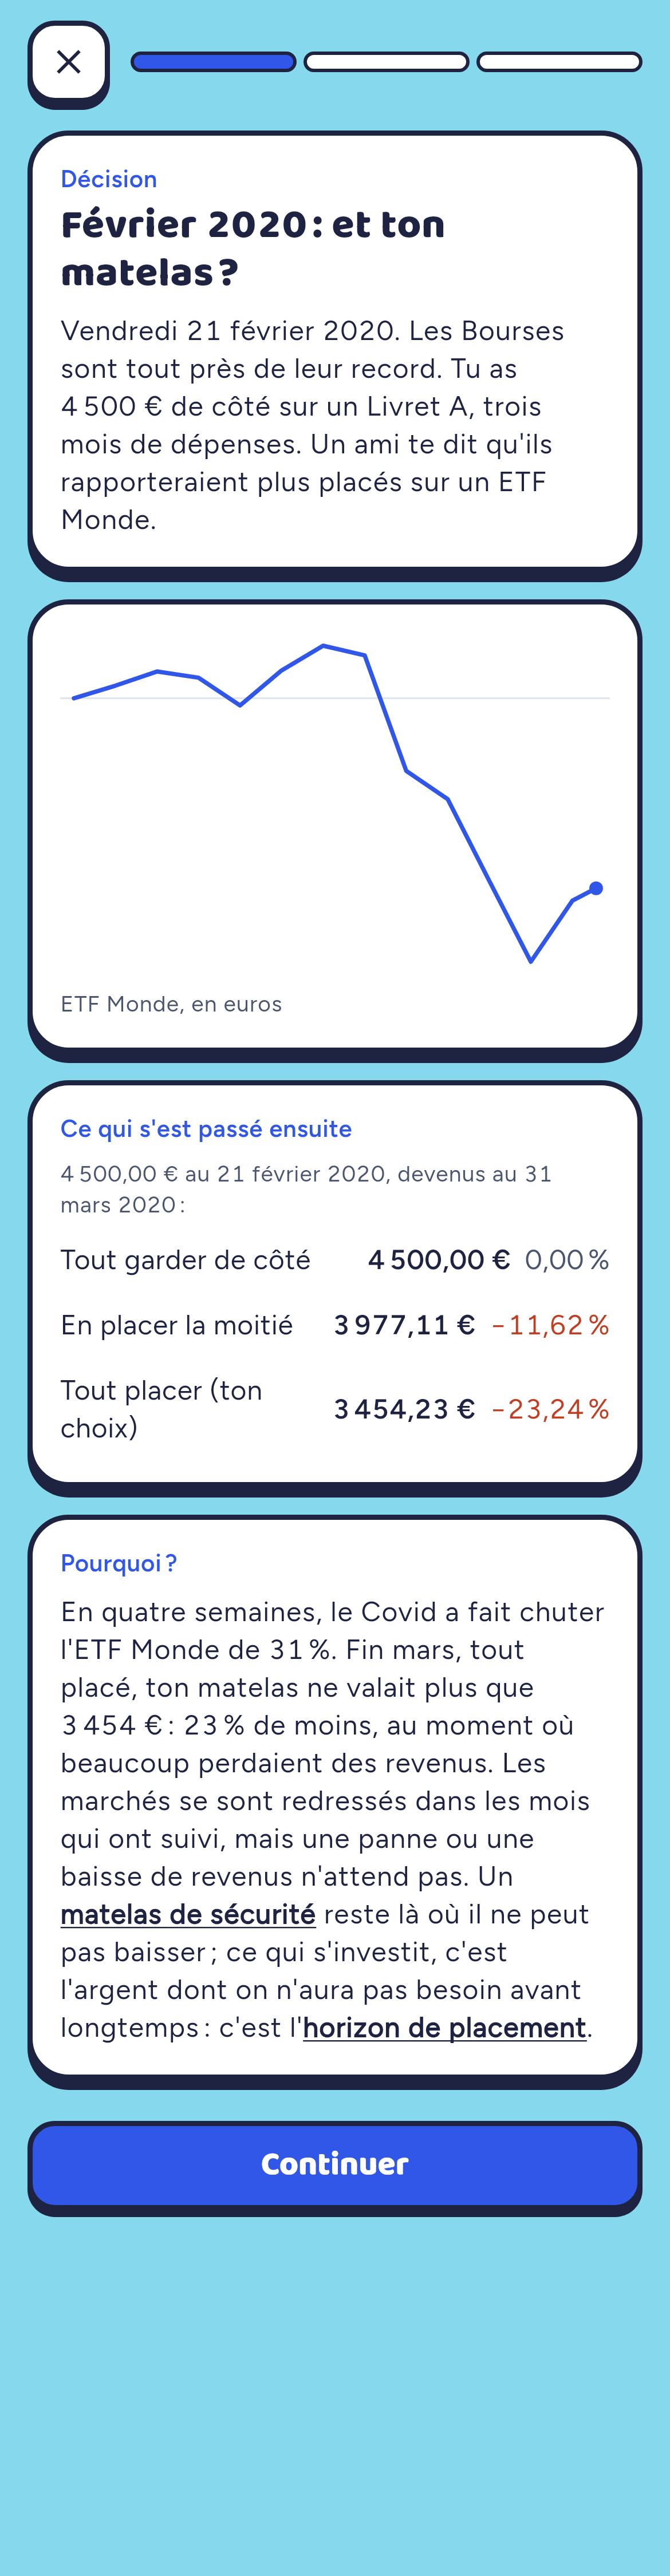 Décision
Février 2020 : et ton
matelas ?
Vendredi 21 février 2020. Les Bourses
sont tout près de leur record. Tu as
4 500 € de côté sur un Livret A, trois
mois de dépenses. Un ami te dit qu'ils
rapporteraient plus placés sur un ETF
Monde.
ETF Monde, en euros
Ce qui s'est passé ensuite
4 500,00 € au 21 février 2020, devenus au 31
mars 2020 :
Tout garder de côté 4 500,00 € 0,00 %
En placer la moitié 3 977,11 € −11,62 %
Tout placer (ton
choix) 3 454,23 € −23,24 %
Pourquoi ?
En quatre semaines, le Covid a fait chuter
l'ETF Monde de 31 %. Fin mars, tout
placé, ton matelas ne valait plus que
3 454 € : 23 % de moins, au moment où
beaucoup perdaient des revenus. Les
marchés se sont redressés dans les mois
qui ont suivi, mais une panne ou une
baisse de revenus n'attend pas. Un
matelas de sécurité reste là où il ne peut
pas baisser ; ce qui s'investit, c'est
l'argent dont on n'aura pas besoin avant
longtemps : c'est l'horizon de placement.
Continuer